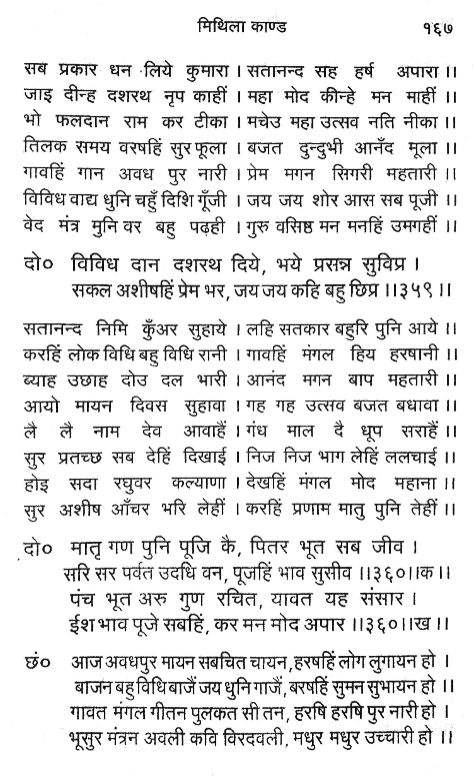 मिथिला काण्ड १६७
सब प्रकार धन लिये कुमारा । सतानन्द सह हर्ष अपारा ।।
जाइ दीन्ह दशरथ नृप काहीं । महा मोद कीन्हे मन माहीं ।।
भो फलदान राम कर टीका । मचेउ महा उत्सव नति नीका ।।
तिलक समय वरषहिं सुर फूला । बजत दुन्दुभी आनँद मूला ।।
गावहिं गान अवध पुर नारी । प्रेम मगन सिगरी महतारी ।।
विविध वाद्य धुनि चहुँ दिशि गूँजी । जय जय शोर आस सब पूजी ।।
वेद मंत्र मुनि वर बहु पढ़ही । गुरु वसिष्ठ मन मनहिं उमगहीं ।।
दो० विविध दान दशरथ दिये, भये प्रसन्न सुविप्र ।
सकल अशीषहिं प्रेम भर, जय जय कहि बहु छिप्र ।।३५९।।
सतानन्द निमि कुँअर सुहाये । लहि सतकार बहुरि पुनि आये ।।
करहिं लोक विधि बहु विधि रानी । गावहिं मंगल हिय हरषानी ।।
ब्याह उछाह दोउ दल भारी । आनंद मगन बाप महतारी ।।
आयो मायन दिवस सुहावा । गह गह उत्सव बजत बधावा ।।
लै लै नाम देव आवाहैं । गंध माल दै धूप सराहैं ।।
सुर प्रतच्छ सब देहिं दिखाई । निज निज भाग लेहिं ललचाई ।।
होइ सदा रघुवर कल्याणा । देखहिं मंगल मोद महाना ।।
सुर अशीष आँचर भरि लेहीं । करहिं प्रणाम मातु पुनि तेहीं ।।
दो० मातृ गण पुनि पूजि कै, पितर भूत सब जीव ।
सरि सर पर्वत उदधि वन, पूजहिं भाव सुसीव ।।३६०।।क।।
पंच भूत अरु गुण रचित, यावत यह संसार ।
ईश भाव पूजे सबहिं, कर मन मोद अपार ।।३६०।।ख।।
छं० आज अवधपुर मायन सबचित चायन, हरषहिं लोग लुगायन हो ।
बाजन बहु विधि बाजैं जय धुनि गाजैं, बरषहिं सुमन सुभायन हो ।।
गावत मंगल गीतन पुलकत सी तन, हरषि हरषि पुर नारी हो ।
भूसुर मंत्रन अवली कवि विरदवली, मधुर मधुर उच्चारी हो ।।